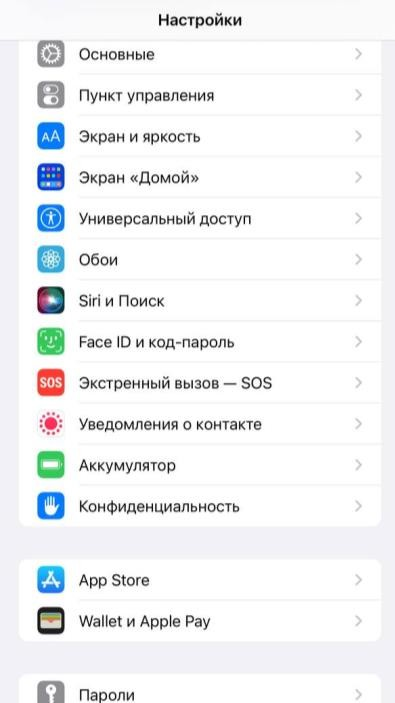 Настройки
Основные
Пункт управления
AA
Экран и яркость
Экран «Домой»
Универсальный доступ
Обои
Siri и Поиск
Face ID и код-пароль
SOS
Экстренный вызов — SOS
Уведомления о контакте
Аккумулятор
Конфиденциальность
App Store
Wallet и Apple Pay
Пароли